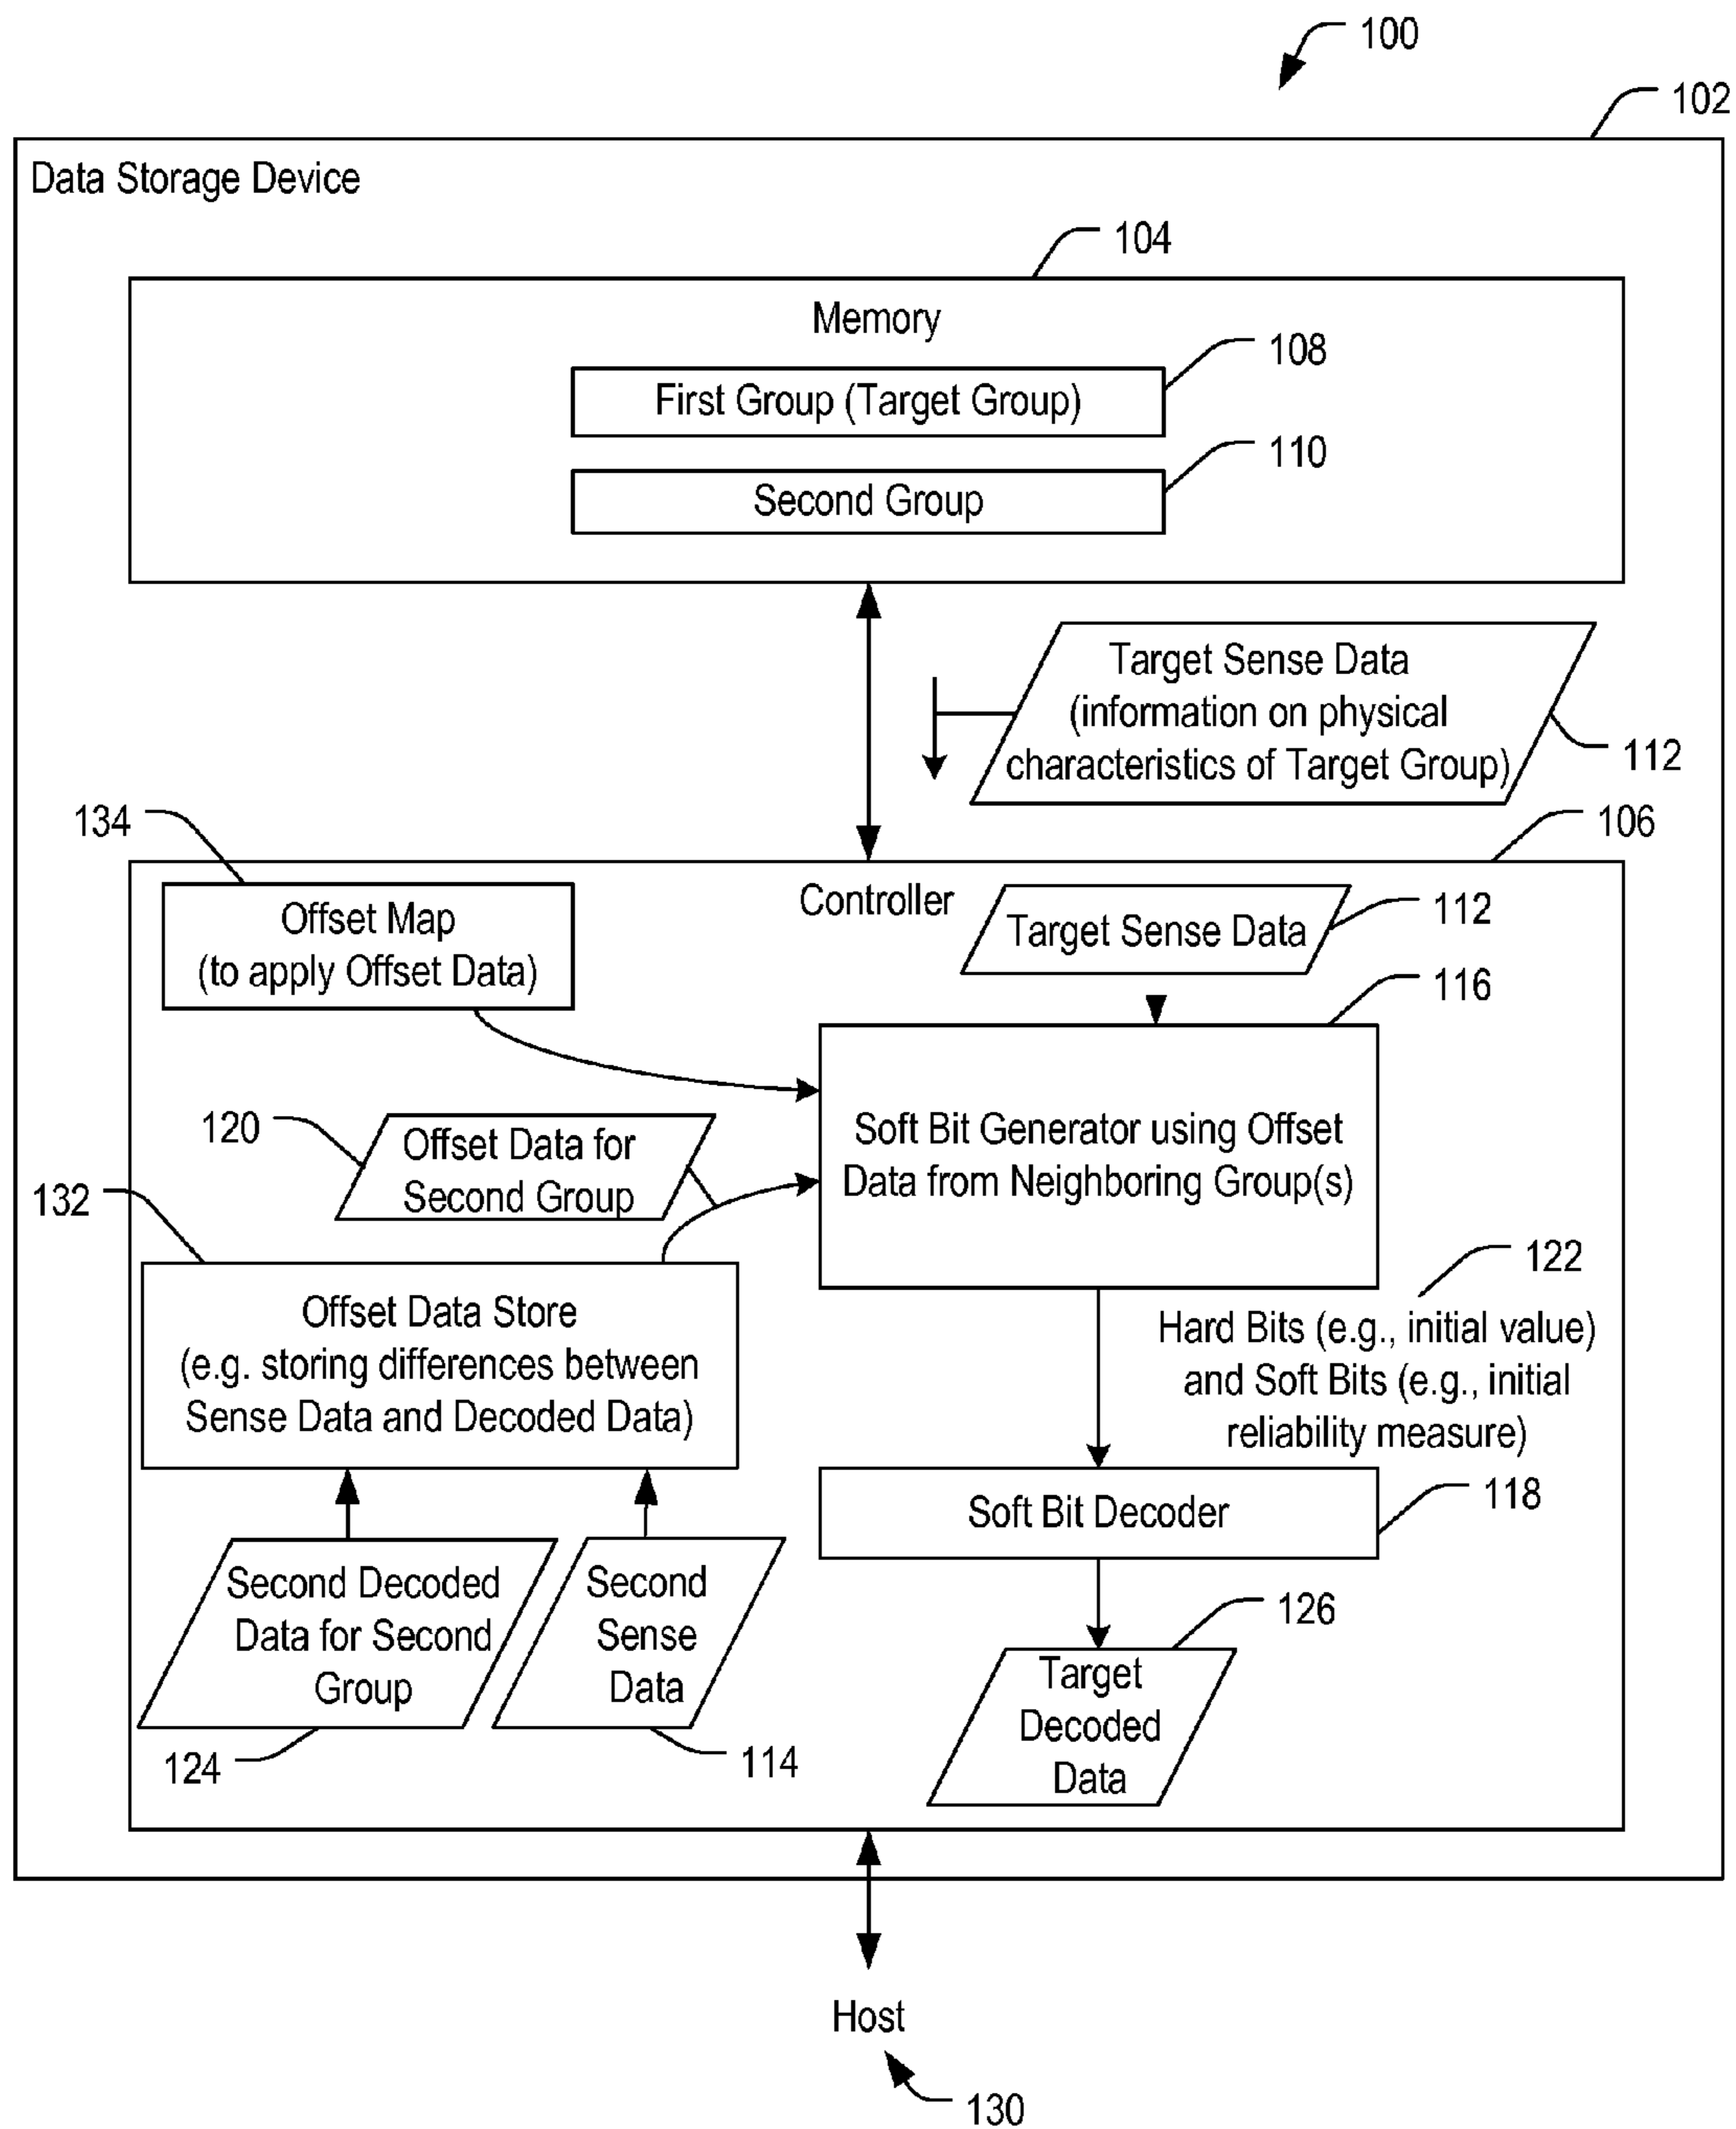 100
102
Data Storage Device
104
Memory
108
First Group (Target Group)
110
Second Group
Target Sense Data
(information on physical
characteristics of Target Group)
112
134
106
Controller
Offset Map
(to apply Offset Data)
Target Sense Data
112
116
120
Offset Data for
Second Group
Soft Bit Generator using Offset
Data from Neighboring Group(s)
132
122
Offset Data Store
(e.g. storing differences between
Sense Data and Decoded Data)
Hard Bits (e.g., initial value)
and Soft Bits (e.g., initial
reliability measure)
118
Soft Bit Decoder
Second Decoded
Data for Second
Group
Second
Sense
Data
126
Target
Decoded
Data
124
114
Host
130